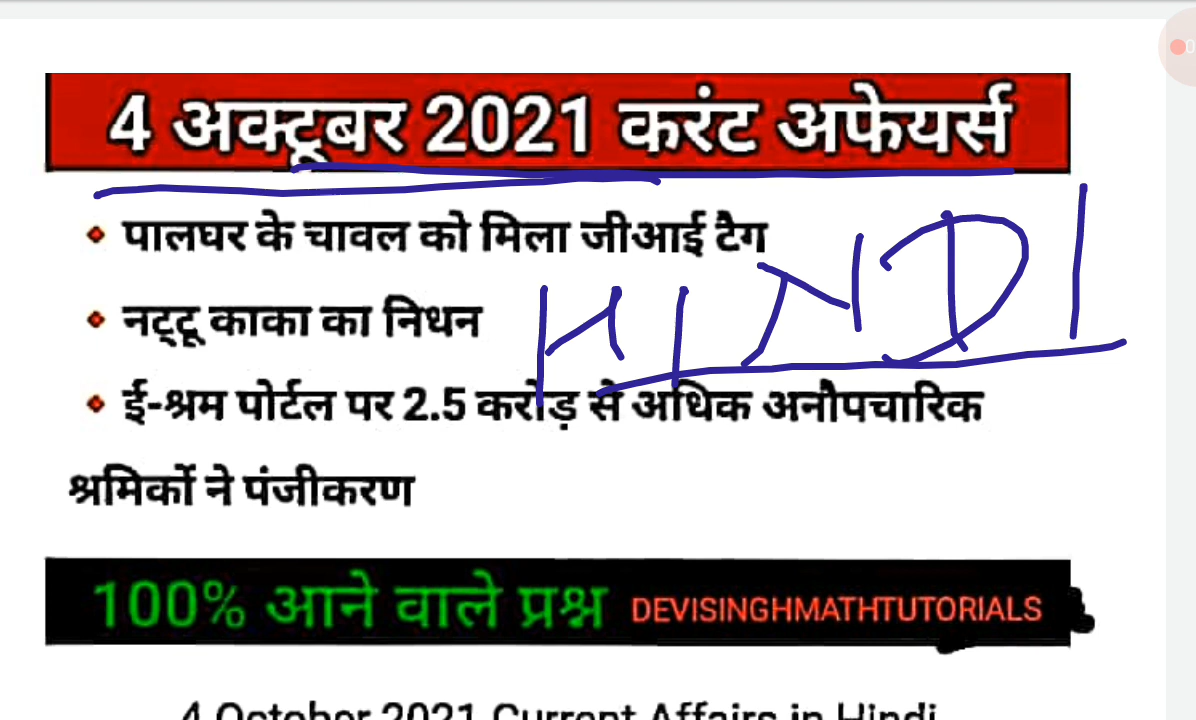 4 अक्टूबर 2021 करंट अफेयर्स
• पालघर के चावल को मिला जीआई टैग
• नट्टू काका का निधन
HINDI
• ई-श्रम पोर्टल पर 2.5 करोड़ से अधिक अनौपचारिक
श्रमिकों ने पंजीकरण
100% आने वाले प्रश्न DEVISINGHMATHTUTORIALS
4 October 2021 Current Affairs in Hindi